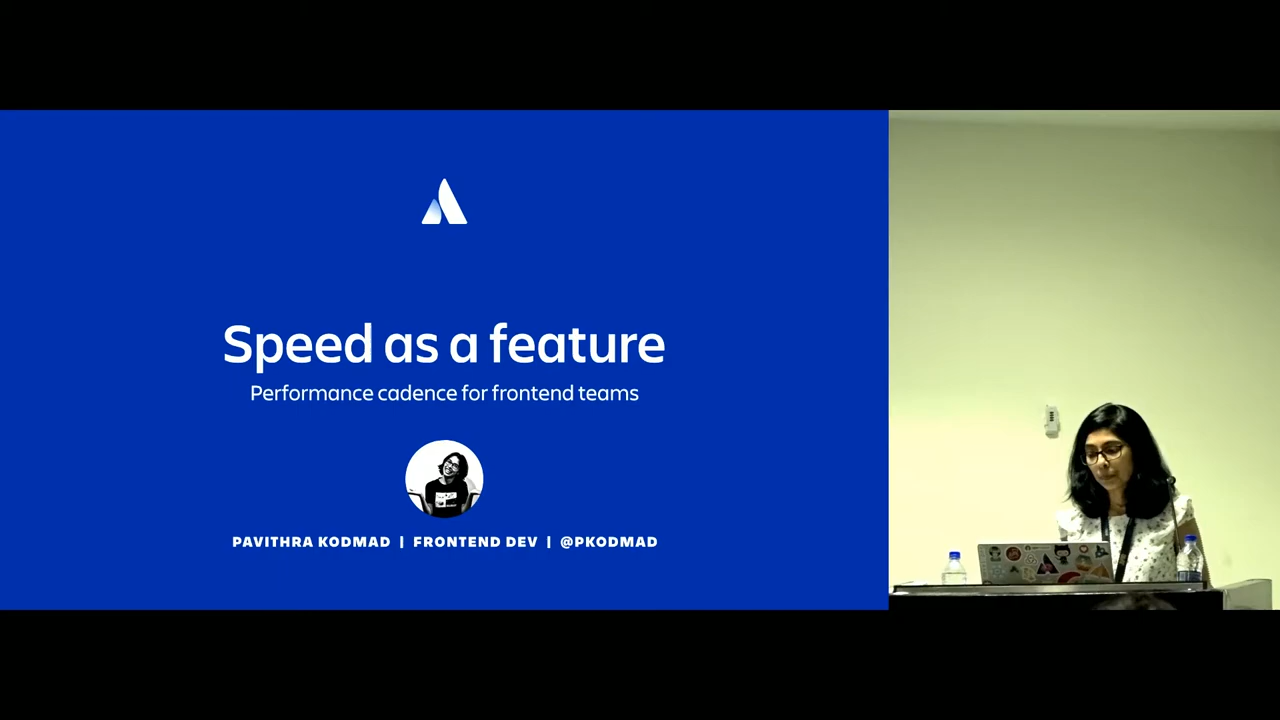 Speed as a feature
Performance cadence for frontend teams
PAVITHRA KODMAD | FRONTEND DEV | @PKODMAD